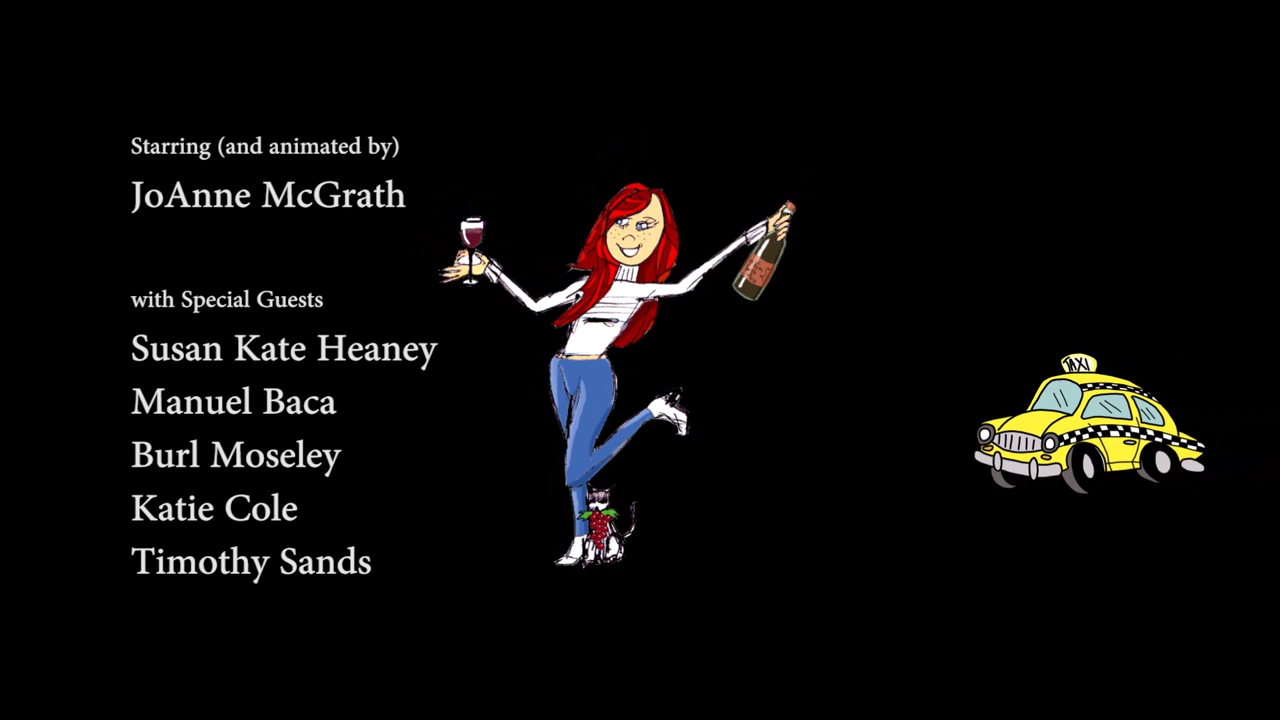 Starring (and animated by)
JoAnne McGrath
with Special Guests
Susan Kate Heaney
Manuel Baca
Burl Moseley
Katie Cole
Timothy Sands
TAXI